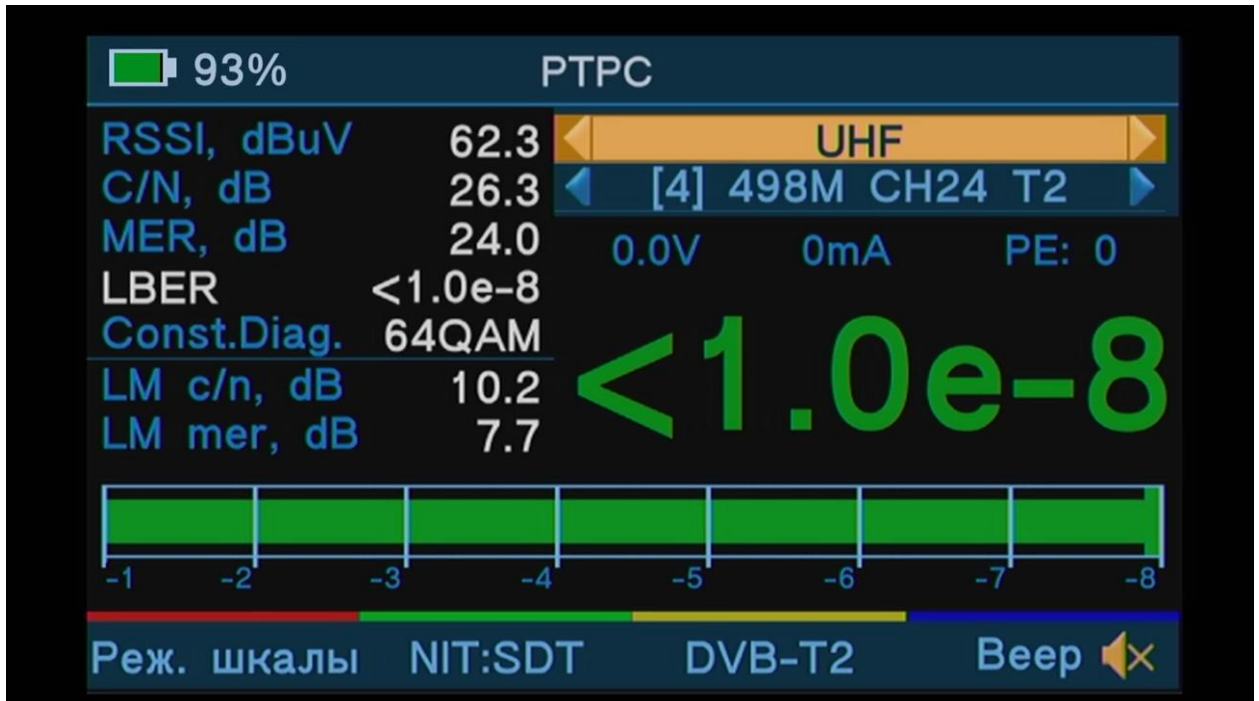 93% PTPC
RSSI, dBuV 62.3
C/N, dB 26.3
MER, dB 24.0
LBER <1.0e-8
Const.Diag. 64QAM
LM c/n, dB 10.2
LM mer, dB 7.7
UHF
[4] 498M CH24 T2
0.0V 0mA PE: 0
<1.0e-8
-1 -2 -3 -4 -5 -6 -7 -8
Реж. шкалы NIT:SDT DVB-T2 Beep